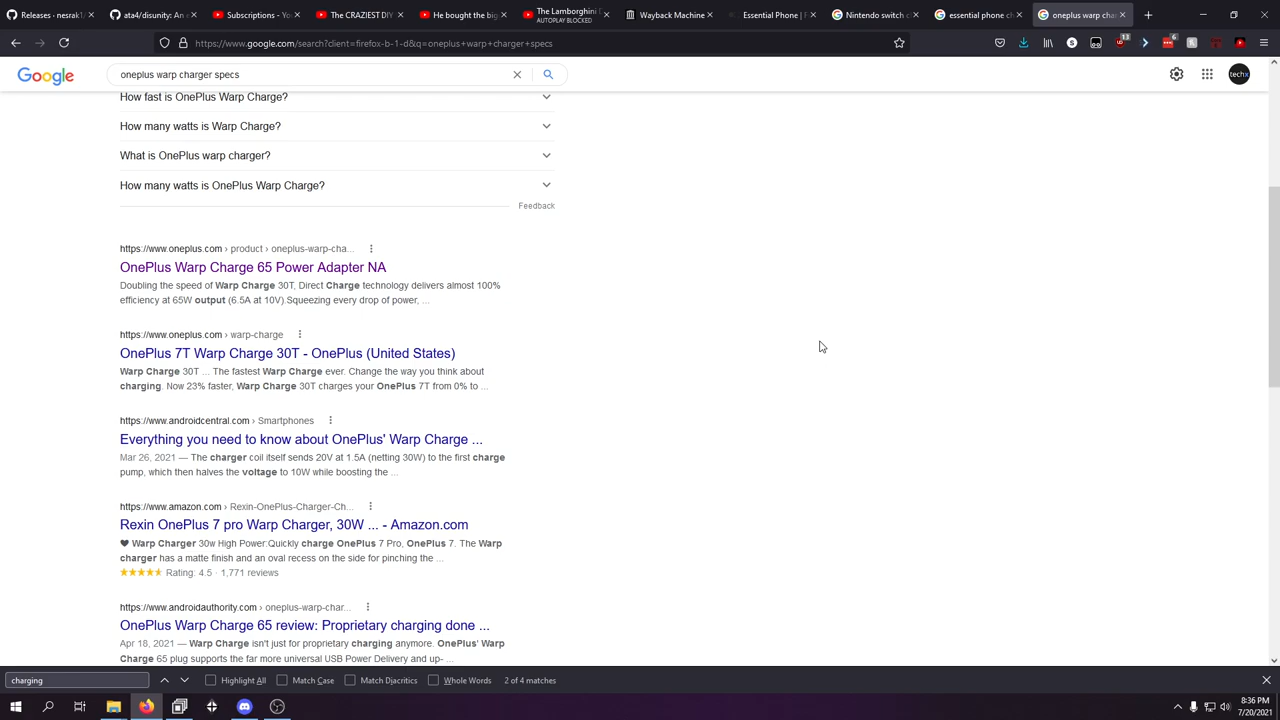 Releases · nesrak1/
ata4/disunity: An e
Subscriptions - You
The CRAZIEST DIY
He bought the big
The Lamborghini D
AUTOPLAY BLOCKED
Wayback Machine
Essential Phone | F
Nintendo switch c
essential phone ch
oneplus warp char
https://www.google.com/search?client=firefox-b-1-d&q=oneplus+warp+charger+specs
13
6
Google
oneplus warp charger specs
techx
How fast is OnePlus Warp Charge?
How many watts is Warp Charge?
What is OnePlus warp charger?
How many watts is OnePlus Warp Charge?
Feedback
https://www.oneplus.com › product › oneplus-warp-cha...
OnePlus Warp Charge 65 Power Adapter NA
Doubling the speed of Warp Charge 30T, Direct Charge technology delivers almost 100%
efficiency at 65W output (6.5A at 10V).Squeezing every drop of power, ...
https://www.oneplus.com › warp-charge
OnePlus 7T Warp Charge 30T - OnePlus (United States)
Warp Charge 30T ... The fastest Warp Charge ever. Change the way you think about
charging. Now 23% faster, Warp Charge 30T charges your OnePlus 7T from 0% to ...
https://www.androidcentral.com › Smartphones
Everything you need to know about OnePlus' Warp Charge ...
Mar 26, 2021 — The charger coil itself sends 20V at 1.5A (netting 30W) to the first charge
pump, which then halves the voltage to 10W while boosting the ...
https://www.amazon.com › Rexin-OnePlus-Charger-Ch...
Rexin OnePlus 7 pro Warp Charger, 30W ... - Amazon.com
❤ Warp Charger 30w High Power:Quickly charge OnePlus 7 Pro, OnePlus 7. The Warp
charger has a matte finish and an oval recess on the side for pinching the ...
Rating: 4.5 · 1,771 reviews
https://www.androidauthority.com › oneplus-warp-char...
OnePlus Warp Charge 65 review: Proprietary charging done ...
Apr 18, 2021 — Warp Charge isn't just for proprietary charging anymore. OnePlus' Warp
Charge 65 plug supports the far more universal USB Power Delivery and up- ...
charging
Highlight All
Match Case
Match Diacritics
Whole Words
2 of 4 matches
8:36 PM
7/20/2021